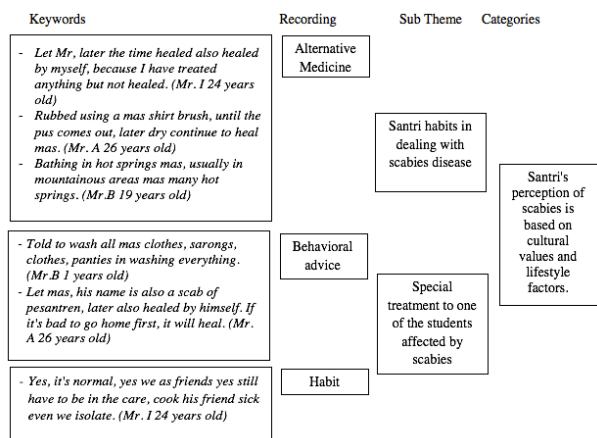 Keywords Recording Sub Theme Categories
- Let Mr, later the time healed also healed
by myself, because I have treated
anything but not healed. (Mr. I 24 years
old)
- Rubbed using a mas shirt brush, until the
pus comes out, later dry continue to heal
mas. (Mr. A 26 years old)
- Bathing in hot springs mas, usually in
mountainous areas mas many hot
springs. (Mr.B 19 years old)
Alternative
Medicine
Santri habits in
dealing with
scabies disease
Santri's
perception of
scabies is
based on
cultural
values and
lifestyle
factors.
- Told to wash all mas clothes, sarongs,
clothes, panties in washing everything.
(Mr.B 1 years old)
- Let mas, his name is also a scab of
pesantren, later also healed by himself. If
it's bad to go home first, it will heal. (Mr.
A 26 years old)
Behavioral
advice
Special
treatment to one
of the students
affected by
scabies
- Yes, it's normal, yes we as friends yes still
have to be in the care, cook his friend sick
even we isolate. (Mr. I 24 years old)
Habit